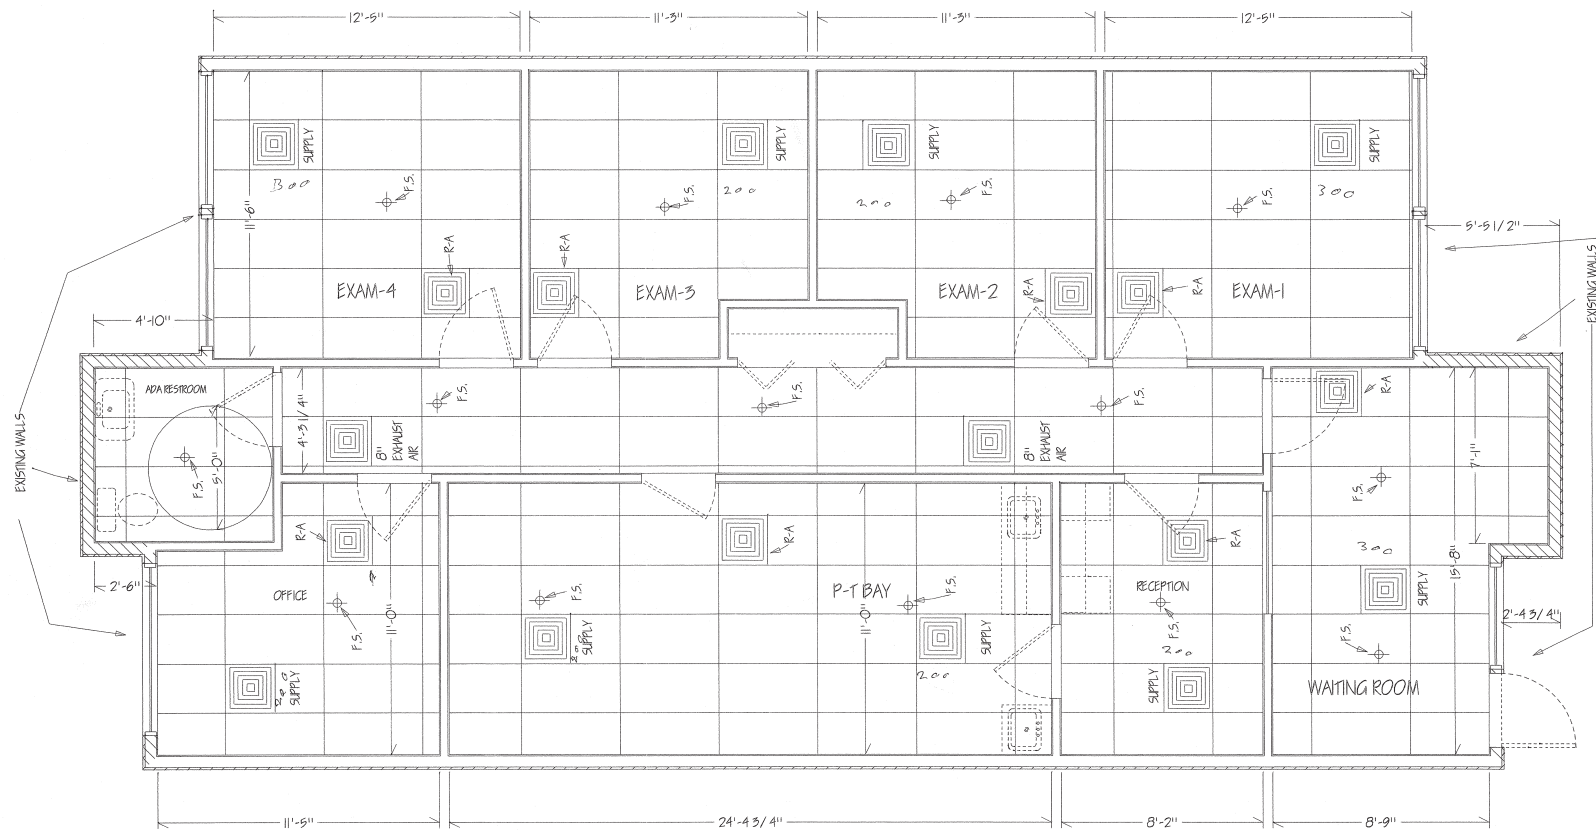 12'-5"
11'-3"
11'-3"
12'-5"
SUPPLY
SUPPLY
SUPPLY
SUPPLY
300
200
200
300
F.S.
F.S.
F.S.
F.S.
11'-6"
5'-5 1/2"
EXISTING WALLS
R-A
R-A
R-A
R-A
EXAM-4
EXAM-3
EXAM-2
EXAM-1
4'-10"
ADA RESTROOM
4'-3 1/4"
F.S.
F.S.
F.S.
R-A
EXISTING WALLS
8"
EXHAUST
AIR
8"
EXHAUST
AIR
7'-1"
F.S.
5'-0"
F.S.
R-A
R-A
R-A
300
15'-8"
2'-6"
OFFICE
F.S.
11'-0"
F.S.
P-T BAY
F.S.
11'-0"
RECEPTION
F.S.
SUPPLY
2'-4 3/4"
200
SUPPLY
SUPPLY
200
200
F.S.
200
SUPPLY
SUPPLY
WAITING ROOM
11'-5"
24'-4 3/4"
8'-2"
8'-9"